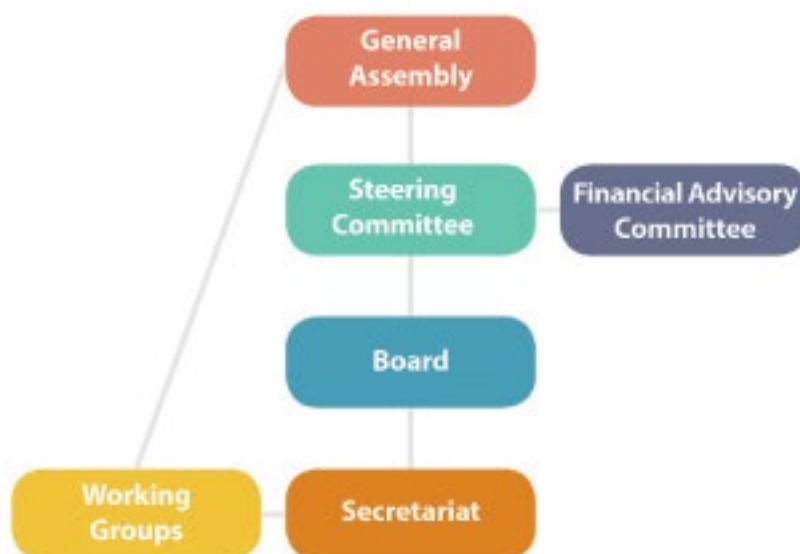 General
Assembly
Steering
Committee
Financial Advisory
Committee
Board
Working
Groups
Secretariat